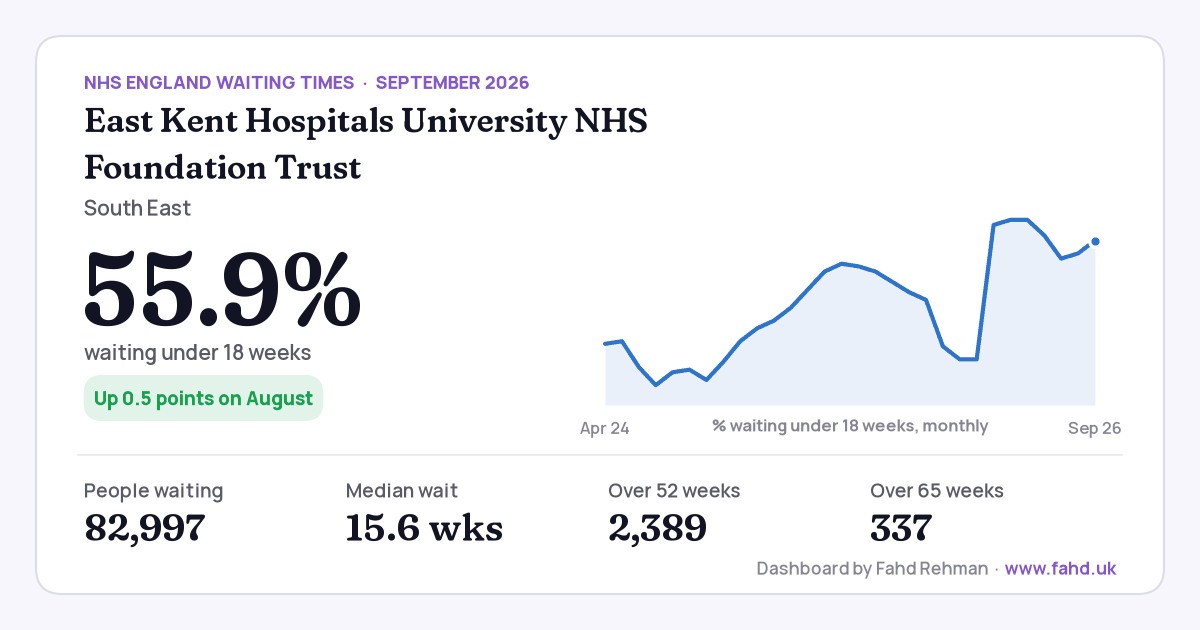 NHS ENGLAND WAITING TIMES · SEPTEMBER 2026
East Kent Hospitals University NHS
Foundation Trust
South East
55.9%
waiting under 18 weeks
Up 0.5 points on August
Apr 24
% waiting under 18 weeks, monthly
Sep 26
People waiting
82,997
Median wait
15.6 wks
Over 52 weeks
2,389
Over 65 weeks
337
Dashboard by Fahd Rehman · www.fahd.uk